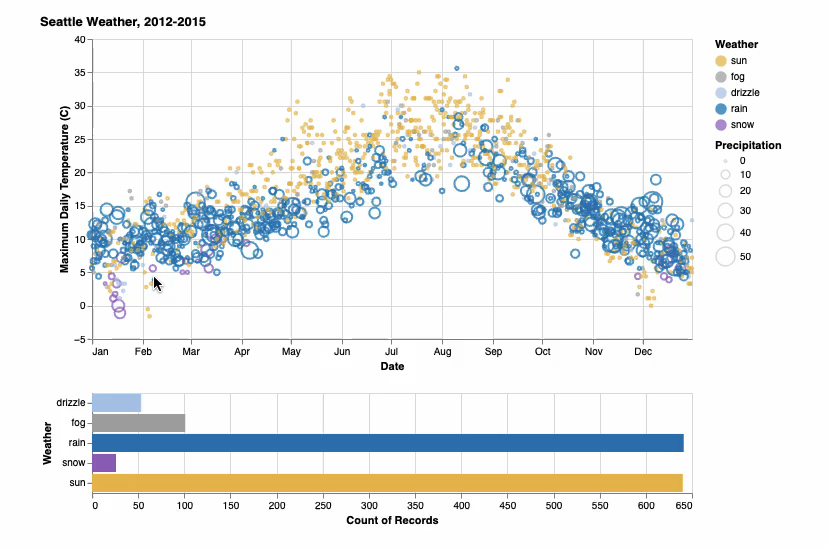 Seattle Weather, 2012-2015
40
35
30
25
20
15
10
5
0
−5
Maximum Daily Temperature (C)
Jan Feb Mar Apr May Jun Jul Aug Sep Oct Nov Dec
Date
Weather
sun
fog
drizzle
rain
snow
Precipitation
0
10
20
30
40
50
Weather
drizzle
fog
rain
snow
sun
0 50 100 150 200 250 300 350 400 450 500 550 600 650
Count of Records